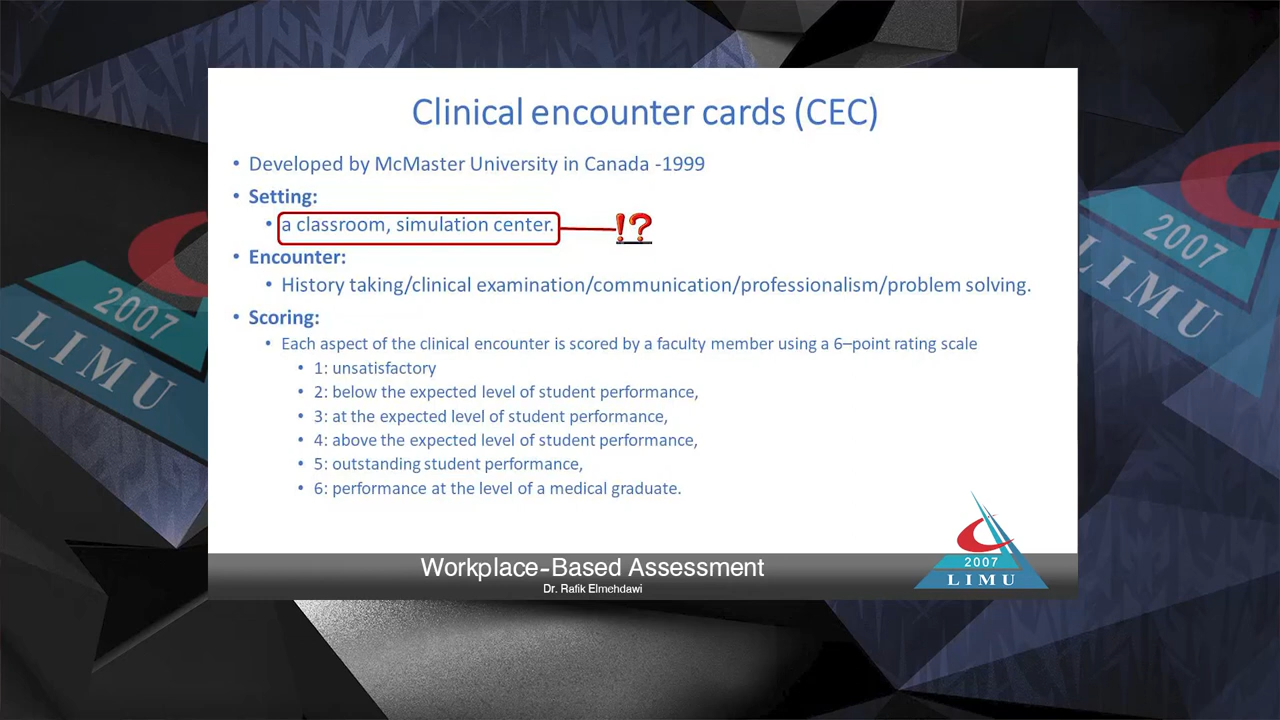 Clinical encounter cards (CEC)
• Developed by McMaster University in Canada -1999
• Setting:
• a classroom, simulation center.
!?
• Encounter:
• History taking/clinical examination/communication/professionalism/problem solving.
• Scoring:
• Each aspect of the clinical encounter is scored by a faculty member using a 6–point rating scale
• 1: unsatisfactory
• 2: below the expected level of student performance,
• 3: at the expected level of student performance,
• 4: above the expected level of student performance,
• 5: outstanding student performance,
• 6: performance at the level of a medical graduate.
Workplace-Based Assessment
Dr. Rafik Elmehdawi
2007
LIMU
2007
LIMU
2007
LIMU